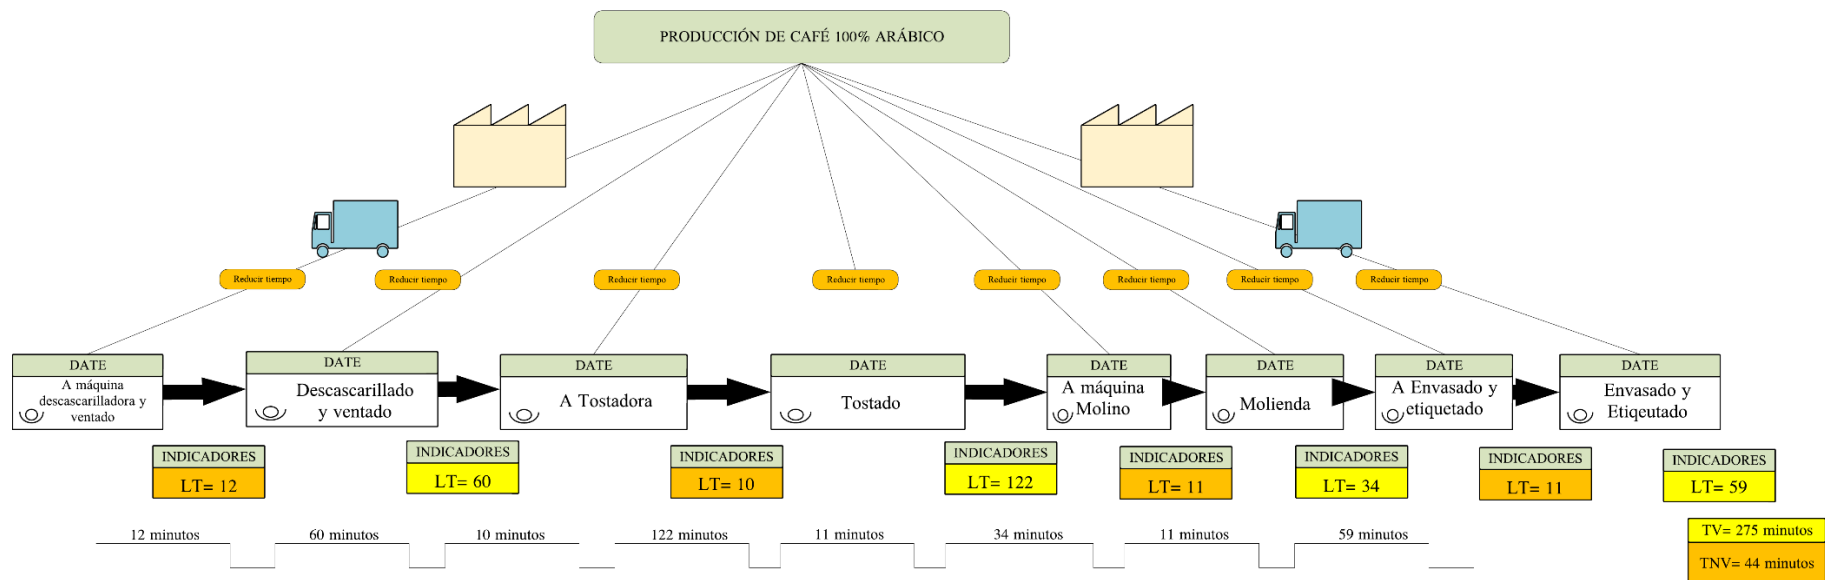 PRODUCCIÓN DE CAFÉ 100% ARÁBICO
Reducir tiempo
Reducir tiempo
Reducir tiempo
Reducir tiempo
Reducir tiempo
Reducir tiempo
Reducir tiempo
Reducir tiempo
DATE
A máquina
descascarilladora y
ventado
DATE
Descascarillado
y ventado
DATE
A Tostadora
DATE
Tostado
DATE
A máquina
Molino
DATE
Molienda
DATE
A Envasado y
etiquetado
DATE
Envasado y
Etiqeutado
INDICADORES
LT= 12
INDICADORES
LT= 60
INDICADORES
LT= 10
INDICADORES
LT= 122
INDICADORES
LT= 11
INDICADORES
LT= 34
INDICADORES
LT= 11
INDICADORES
LT= 59
12 minutos
60 minutos
10 minutos
122 minutos
11 minutos
34 minutos
11 minutos
59 minutos
TV= 275 minutos
TNV= 44 minutos